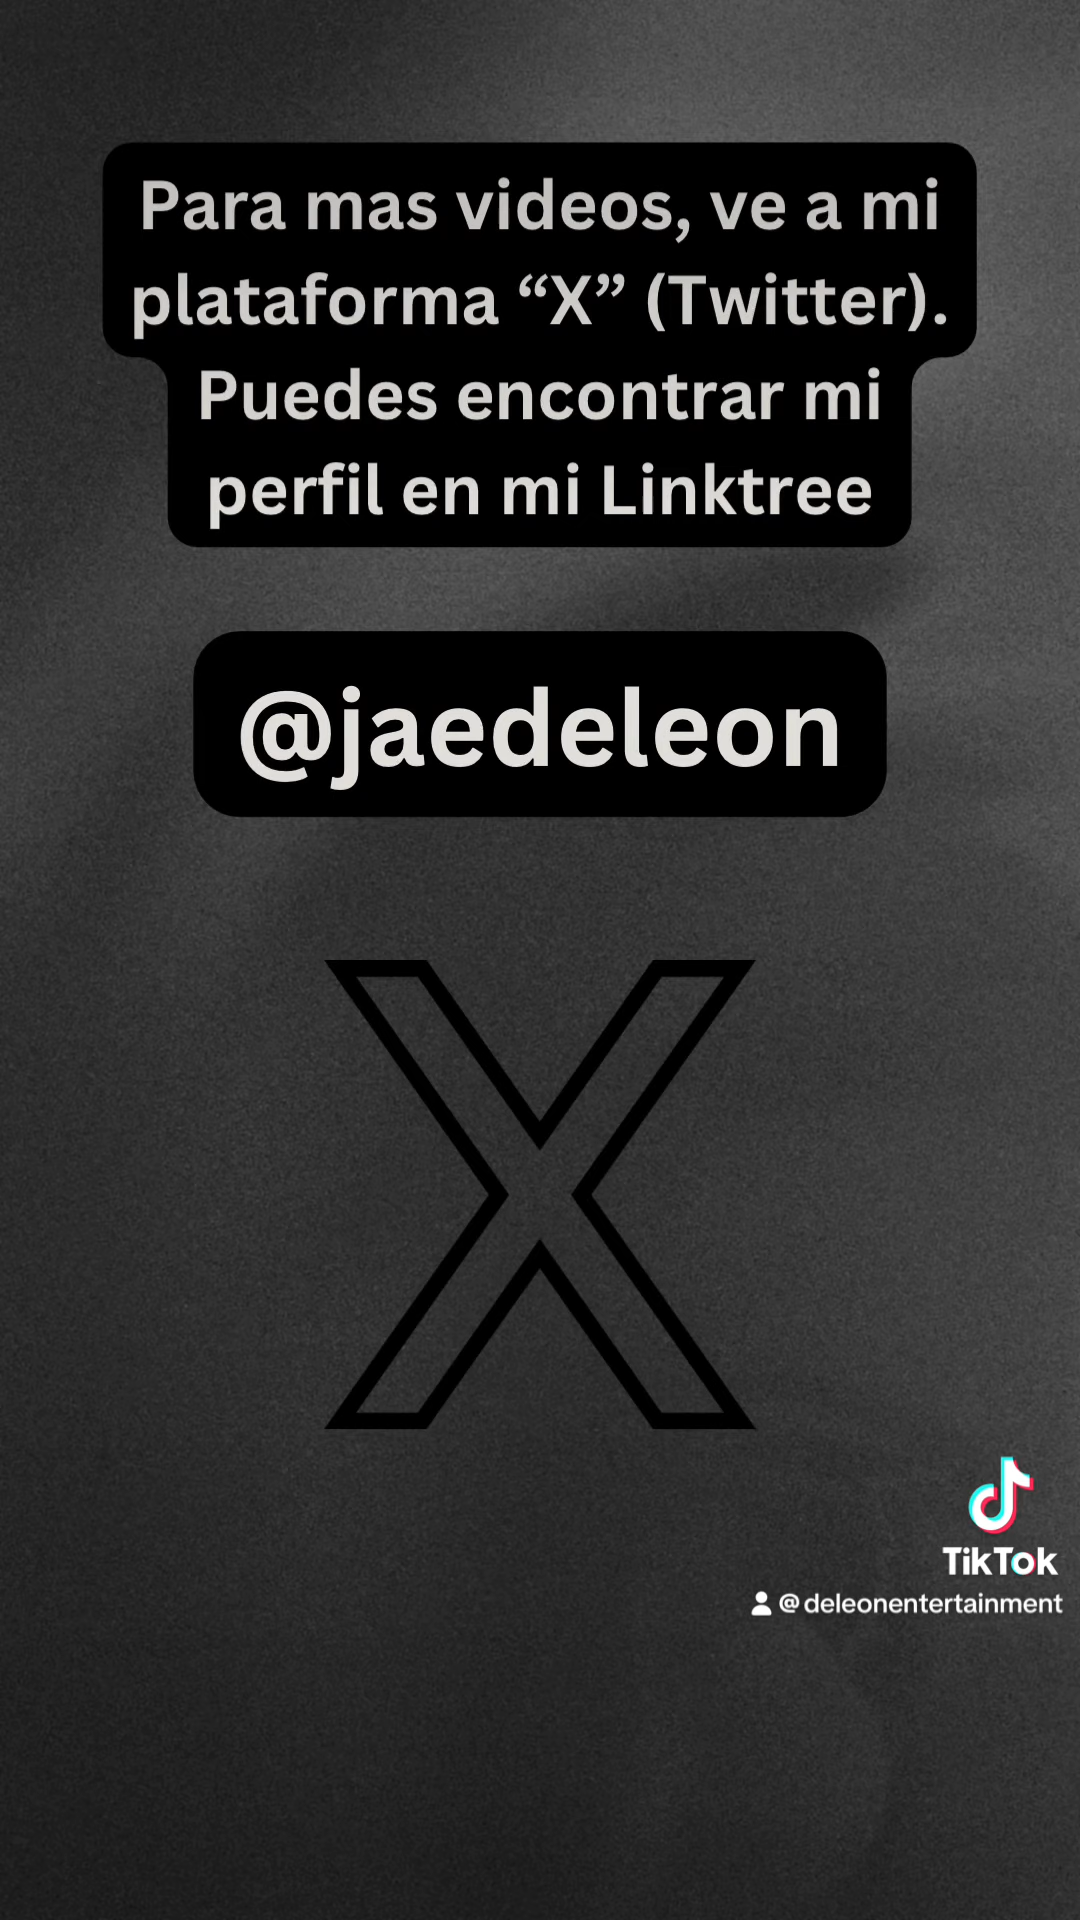 Para mas videos, ve a mi
plataforma “X” (Twitter).
Puedes encontrar mi
perfil en mi Linktree
@jaedeleon
X
TikTok
@deleonentertainment